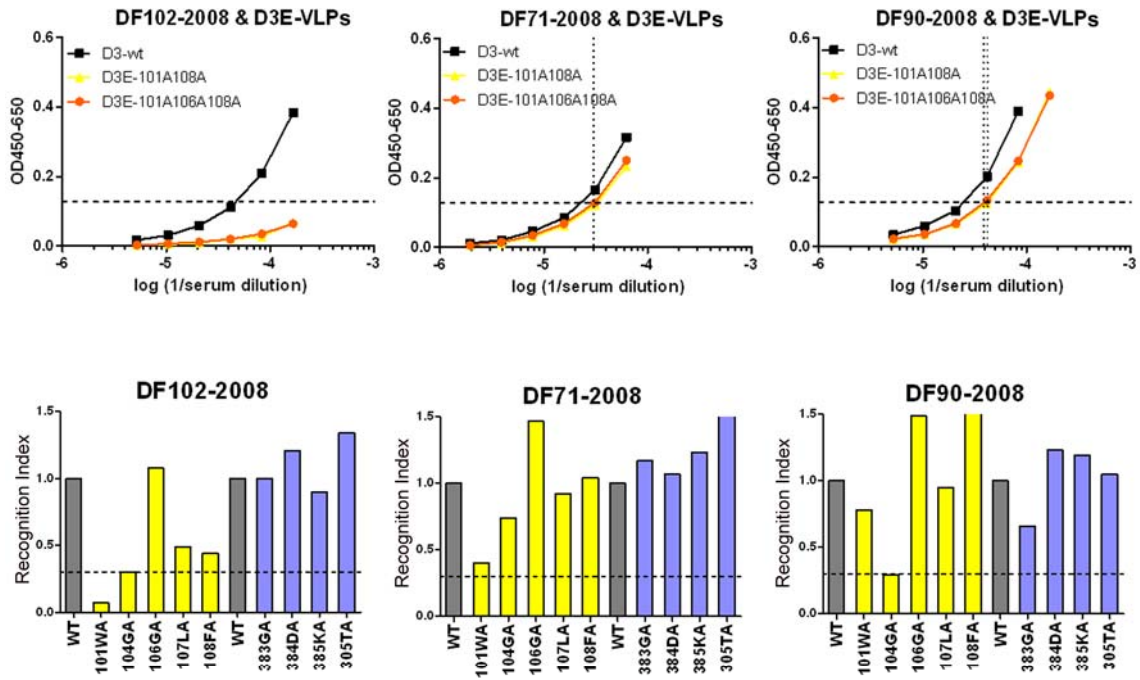 DF102-2008 & D3E-VLPs
DF71-2008 & D3E-VLPs
DF90-2008 & D3E-VLPs
OD450-650
0.6
0.4
0.2
0.0
D3-wt
D3E-101A108A
D3E-101A106A108A
-6
-5
-4
-3
log (1/serum dilution)
OD450-650
0.6
0.4
0.2
0.0
D3-wt
D3E-101A108A
D3E-101A106A108A
-6
-5
-4
-3
log (1/serum dilution)
OD450-650
0.6
0.4
0.2
0.0
D3-wt
D3E-101A108A
D3E-101A106A108A
-6
-5
-4
-3
log (1/serum dilution)
DF102-2008
Recognition Index
1.5
1.0
0.5
0.0
WT
101WA
104GA
106GA
107LA
108FA
WT
383GA
384DA
385KA
305TA
DF71-2008
Recognition Index
1.5
1.0
0.5
0.0
WT
101WA
104GA
106GA
107LA
108FA
WT
383GA
384DA
385KA
305TA
DF90-2008
Recognition Index
1.5
1.0
0.5
0.0
WT
101WA
104GA
106GA
107LA
108FA
WT
383GA
384DA
385KA
305TA